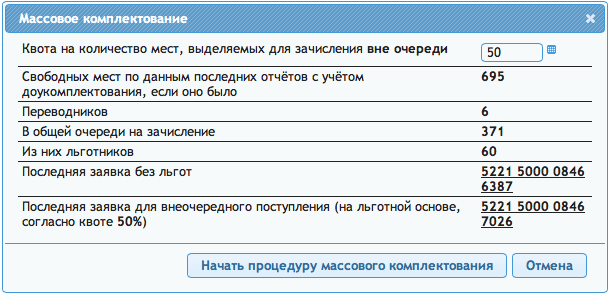 Массовое комплектование
Квота на количество мест, выделяемых для зачисления вне очереди 50
Свободных мест по данным последних отчётов с учётом 695
доукомплектования, если оно было
Переводников 6
В общей очереди на зачисление 371
Из них льготников 60
Последняя заявка без льгот 5221 5000 0846
6387
Последняя заявка для внеочередного поступления (на льготной основе, 5221 5000 0846
согласно квоте 50%) 7026
Начать процедуру массового комплектования Отмена